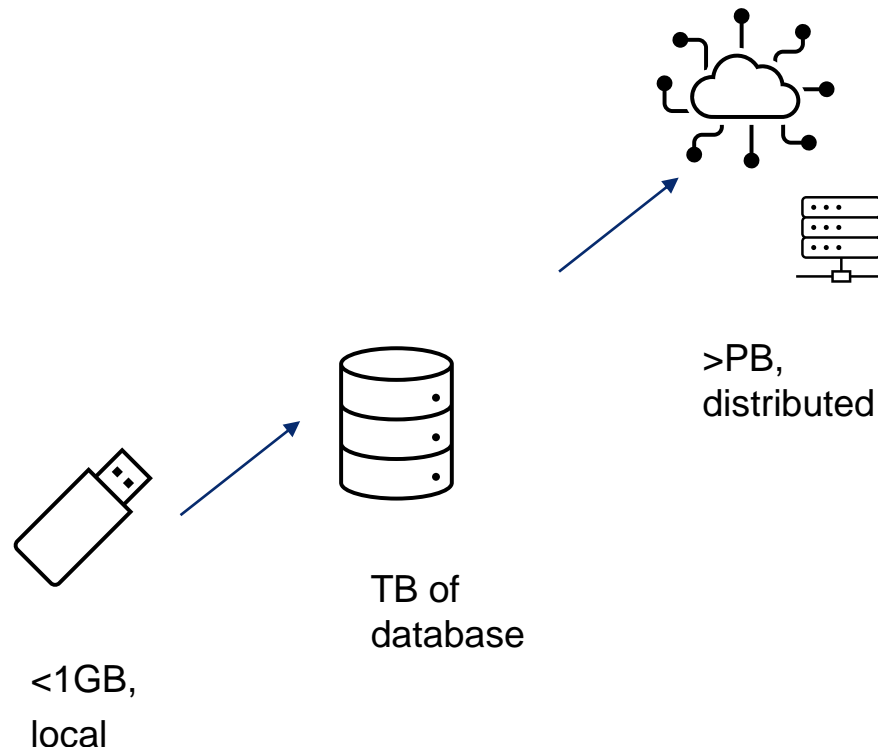 <1GB,
local
TB of
database
>PB,
distributed